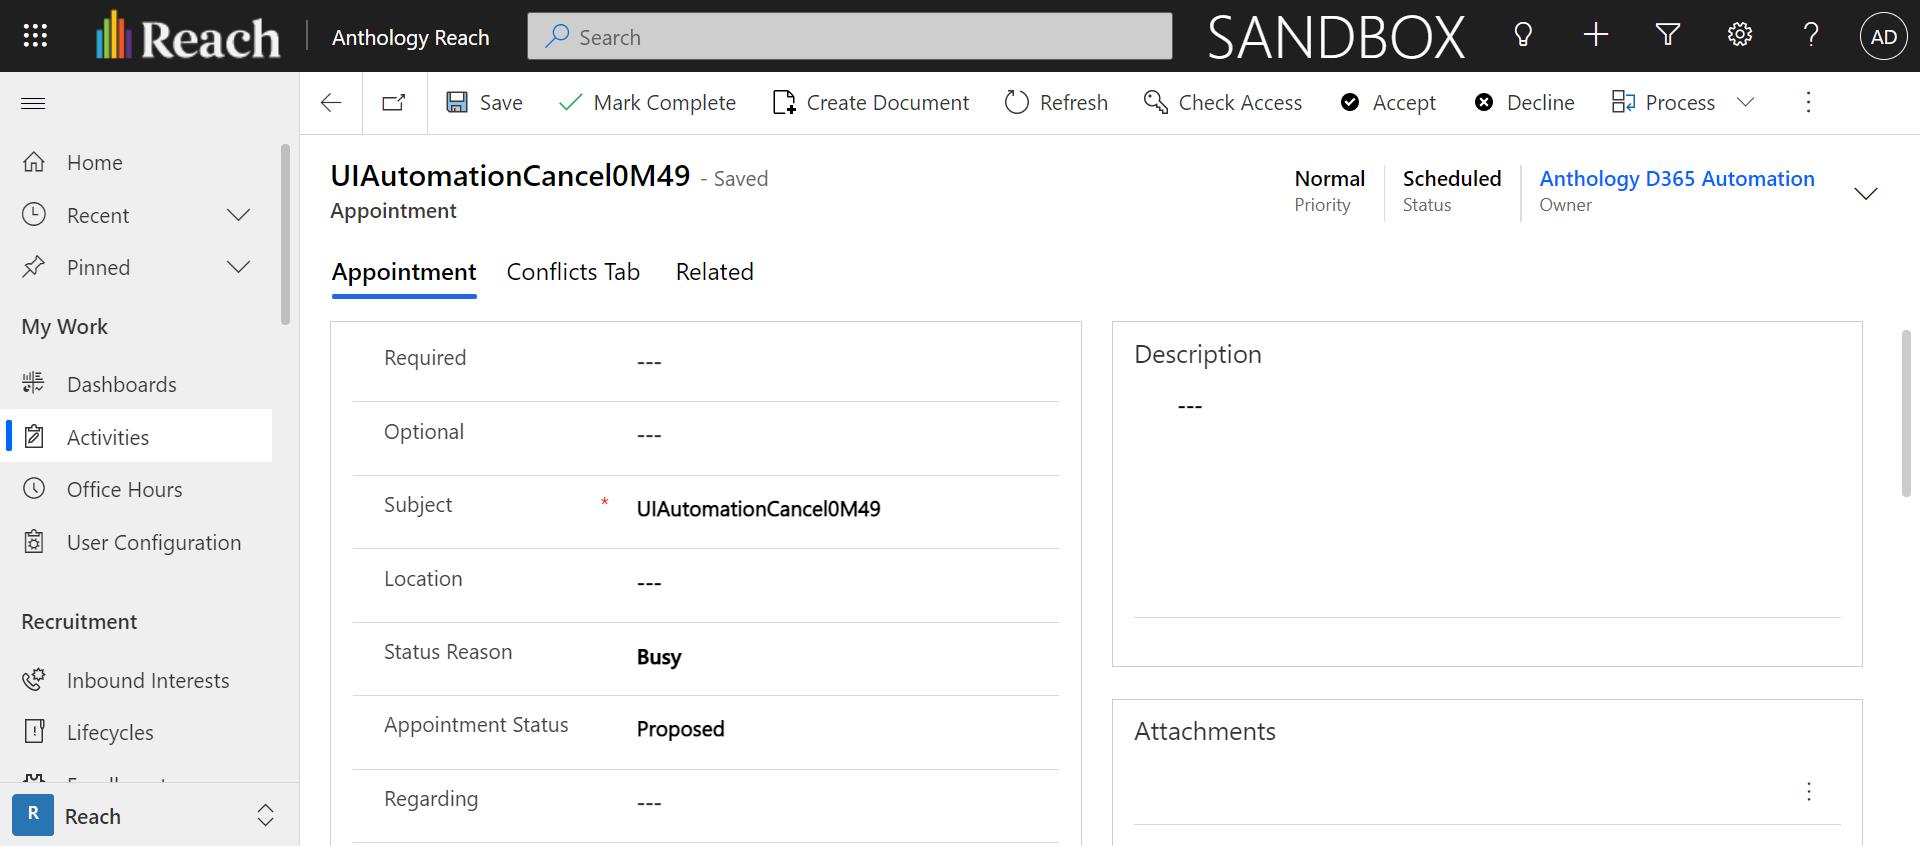 Reach
Anthology Reach
Search
SANDBOX
AD
Save
Mark Complete
Create Document
Refresh
Check Access
Accept
Decline
Process
Home
Recent
Pinned
My Work
Dashboards
Activities
Office Hours
User Configuration
Recruitment
Inbound Interests
Lifecycles
R
Reach
UIAutomationCancel0M49 - Saved
Appointment
Normal
Priority
Scheduled
Status
Anthology D365 Automation
Owner
Appointment
Conflicts Tab
Related
Required ---
Optional ---
Subject * UIAutomationCancel0M49
Location ---
Status Reason Busy
Appointment Status Proposed
Regarding ---
Description
---
Attachments